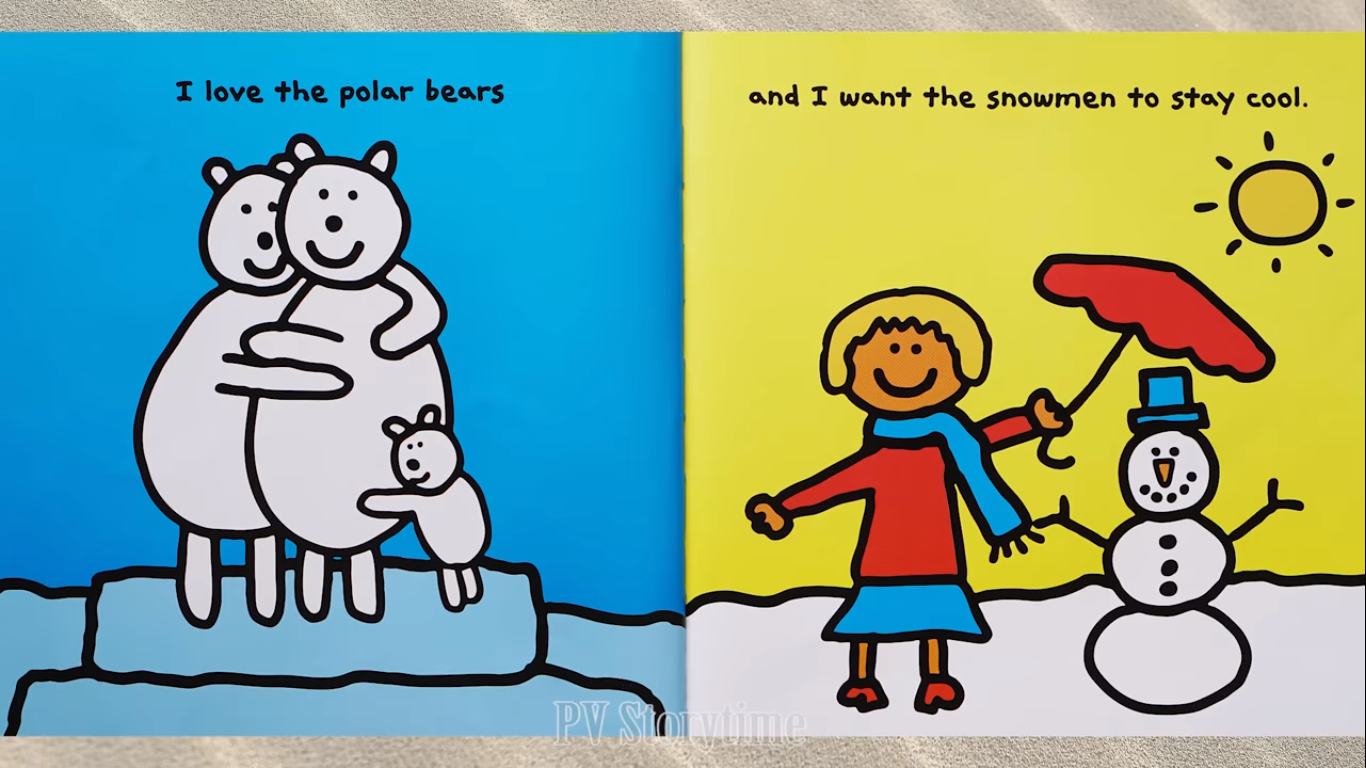 I love the polar bears
and I want the snowmen to stay cool.
PV Storytime